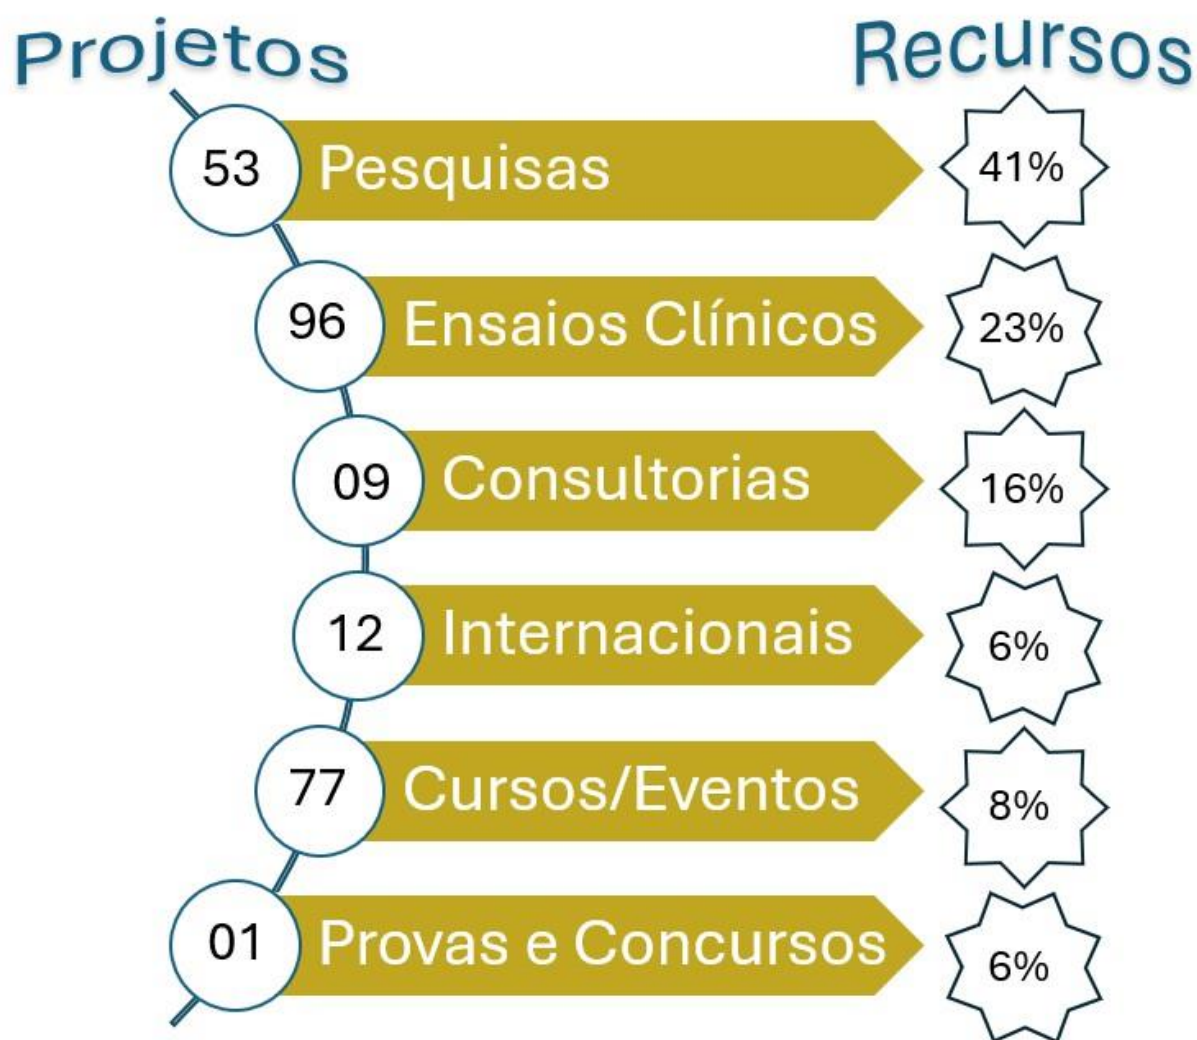 Projetos Recursos
53 Pesquisas 41%
96 Ensaios Clínicos 23%
09 Consultorias 16%
12 Internacionais 6%
77 Cursos/Eventos 8%
01 Provas e Concursos 6%